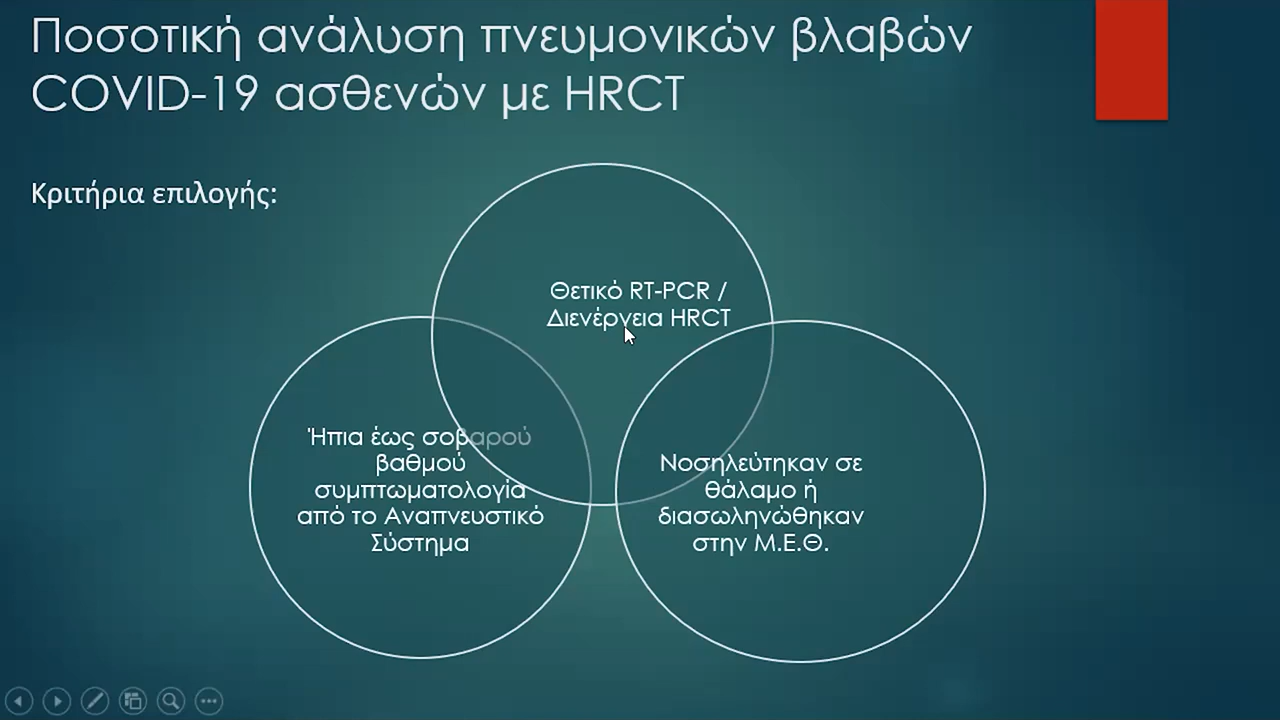 Ποσοτική ανάλυση πνευμονικών βλαβών
COVID-19 ασθενών με HRCT
Κριτήρια επιλογής:
Θετικό RT-PCR /
Διενέργεια HRCT
Ήπια έως σοβαρού
βαθμού
συμπτωματολογία
από το Αναπνευστικό
Σύστημα
Νοσηλεύτηκαν σε
θάλαμο ή
διασωληνώθηκαν
στην Μ.Ε.Θ.